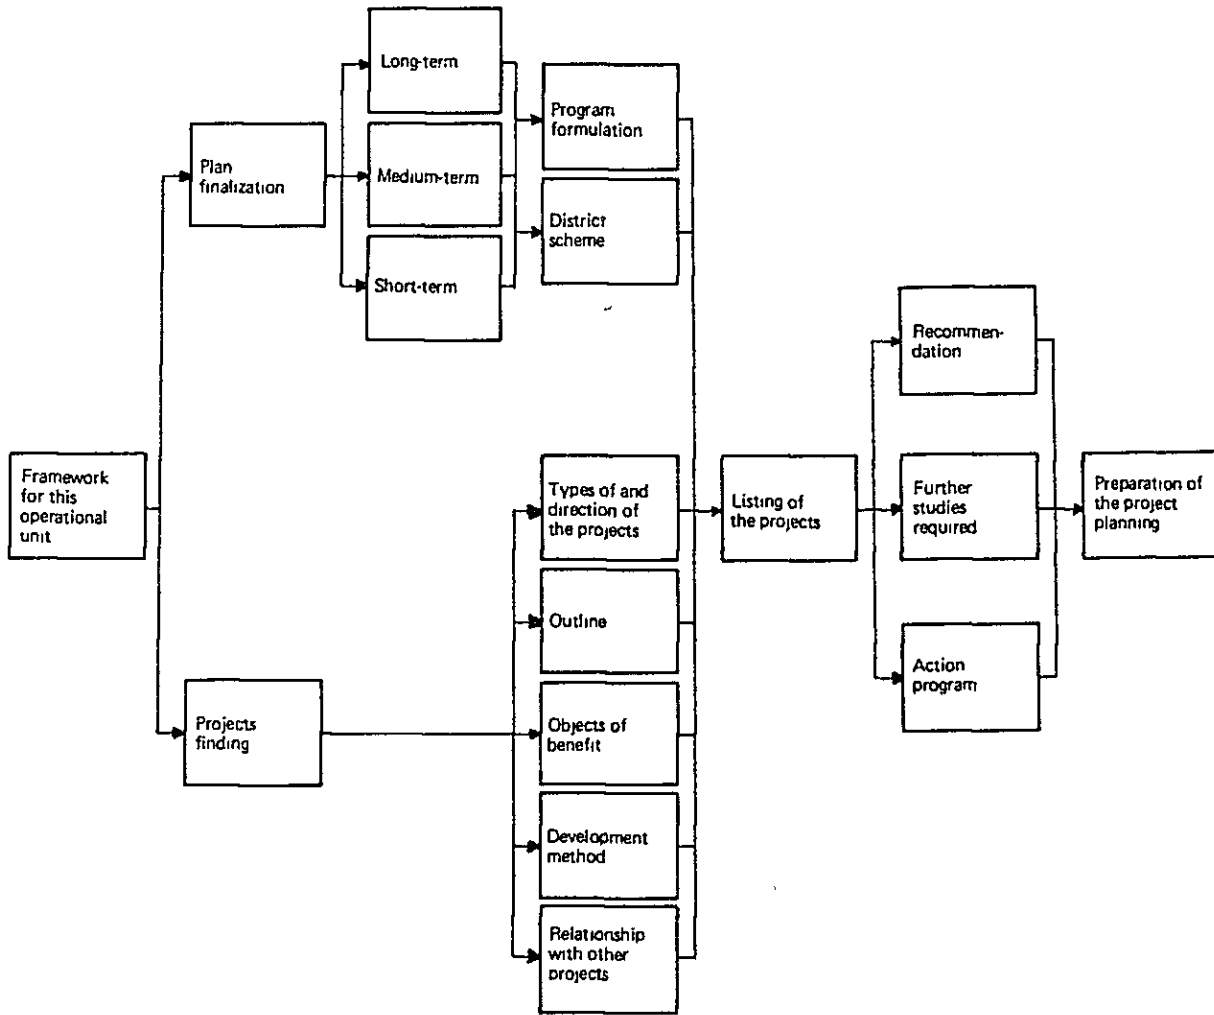 Long-term
Program
formulation
Plan
finalization
Medium-term
District
scheme
Short-term
Recommen-
dation
Framework
for this
operational
unit
Types of and
direction of
the projects
Listing of
the projects
Further
studies
required
Preparation of
the project
planning
Outline
Action
program
Projects
finding
Objects of
benefit
Development
method
Relationship
with other
projects